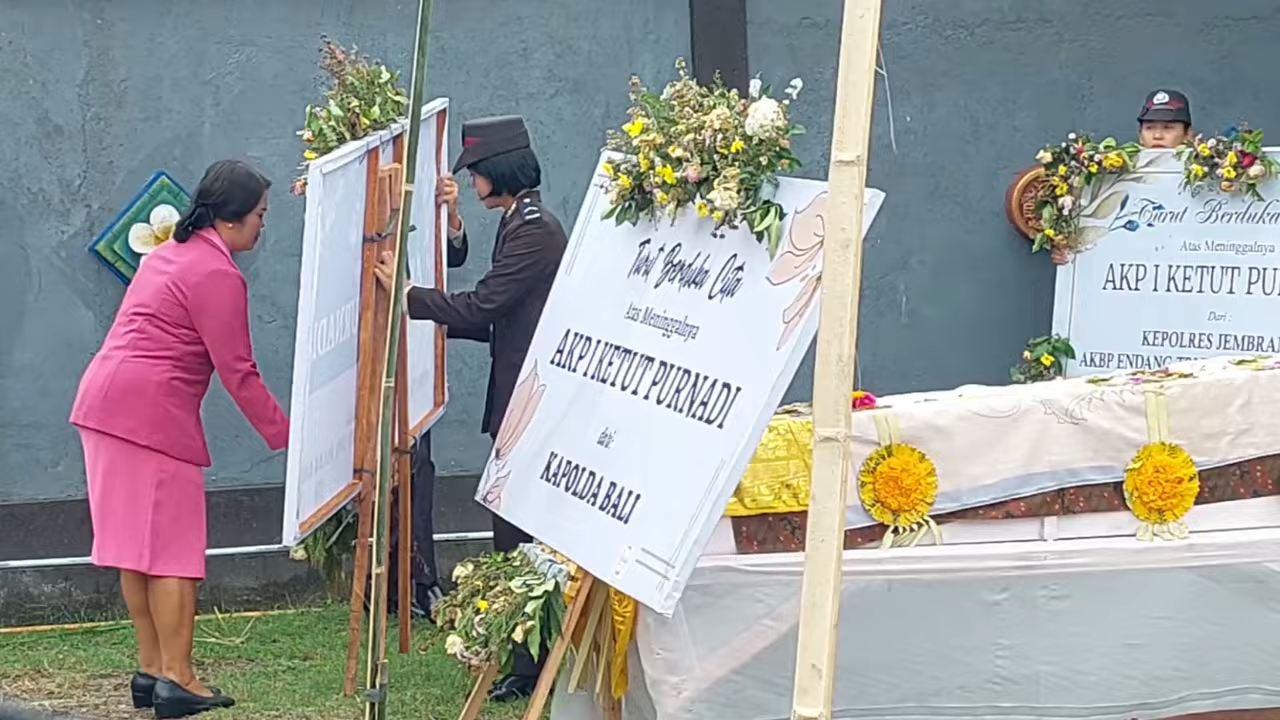 Turut Berduka Cita
Atas Meninggalnya
AKP I KETUT PURNADI
dari:
KAPOLDA BALI
Turut Berduka
Atas Meninggalnya
AKP I KETUT PU
Dari :
KEPOLRES JEMBRAN
AKBP ENDANG TRI